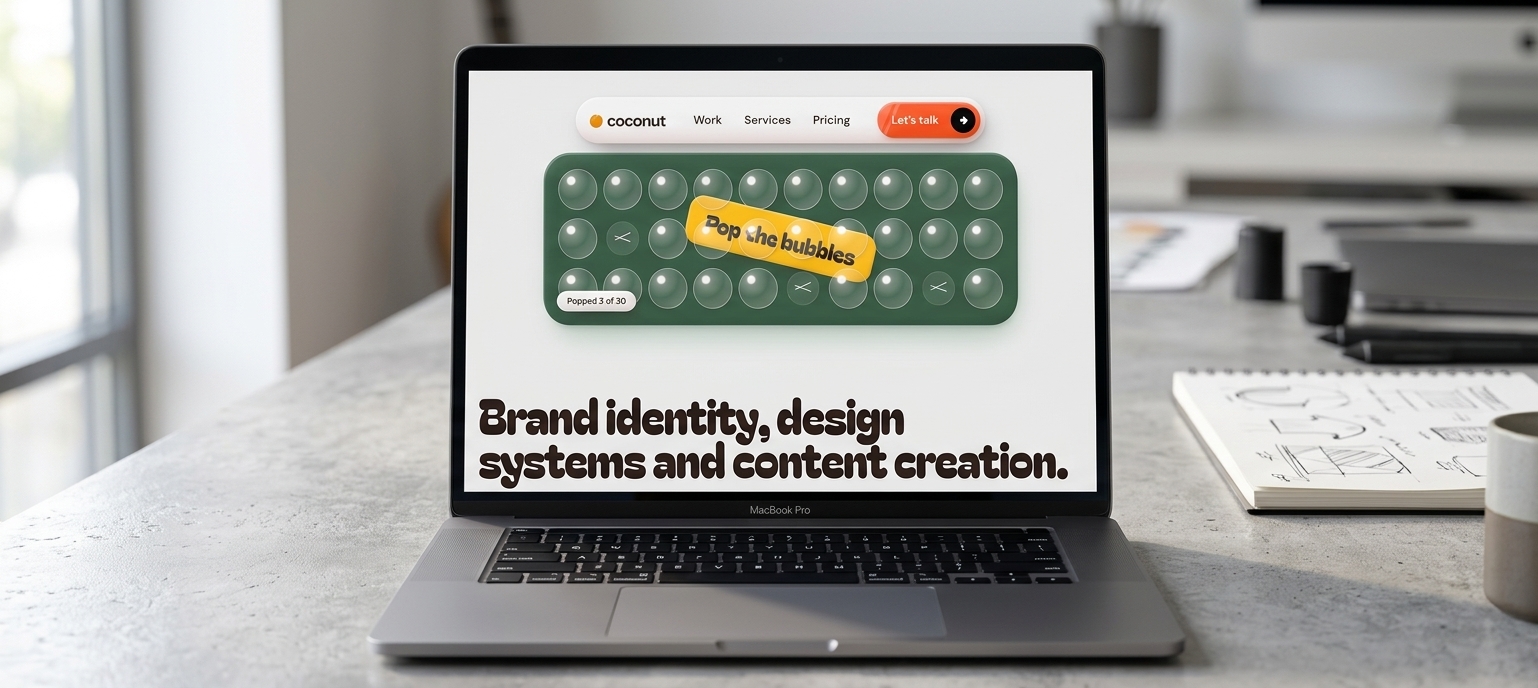 coconut
Work
Services
Pricing
Let's talk
Pop the bubbles
Popped 3 of 30
Brand identity, design
systems and content creation.
MacBook Pro